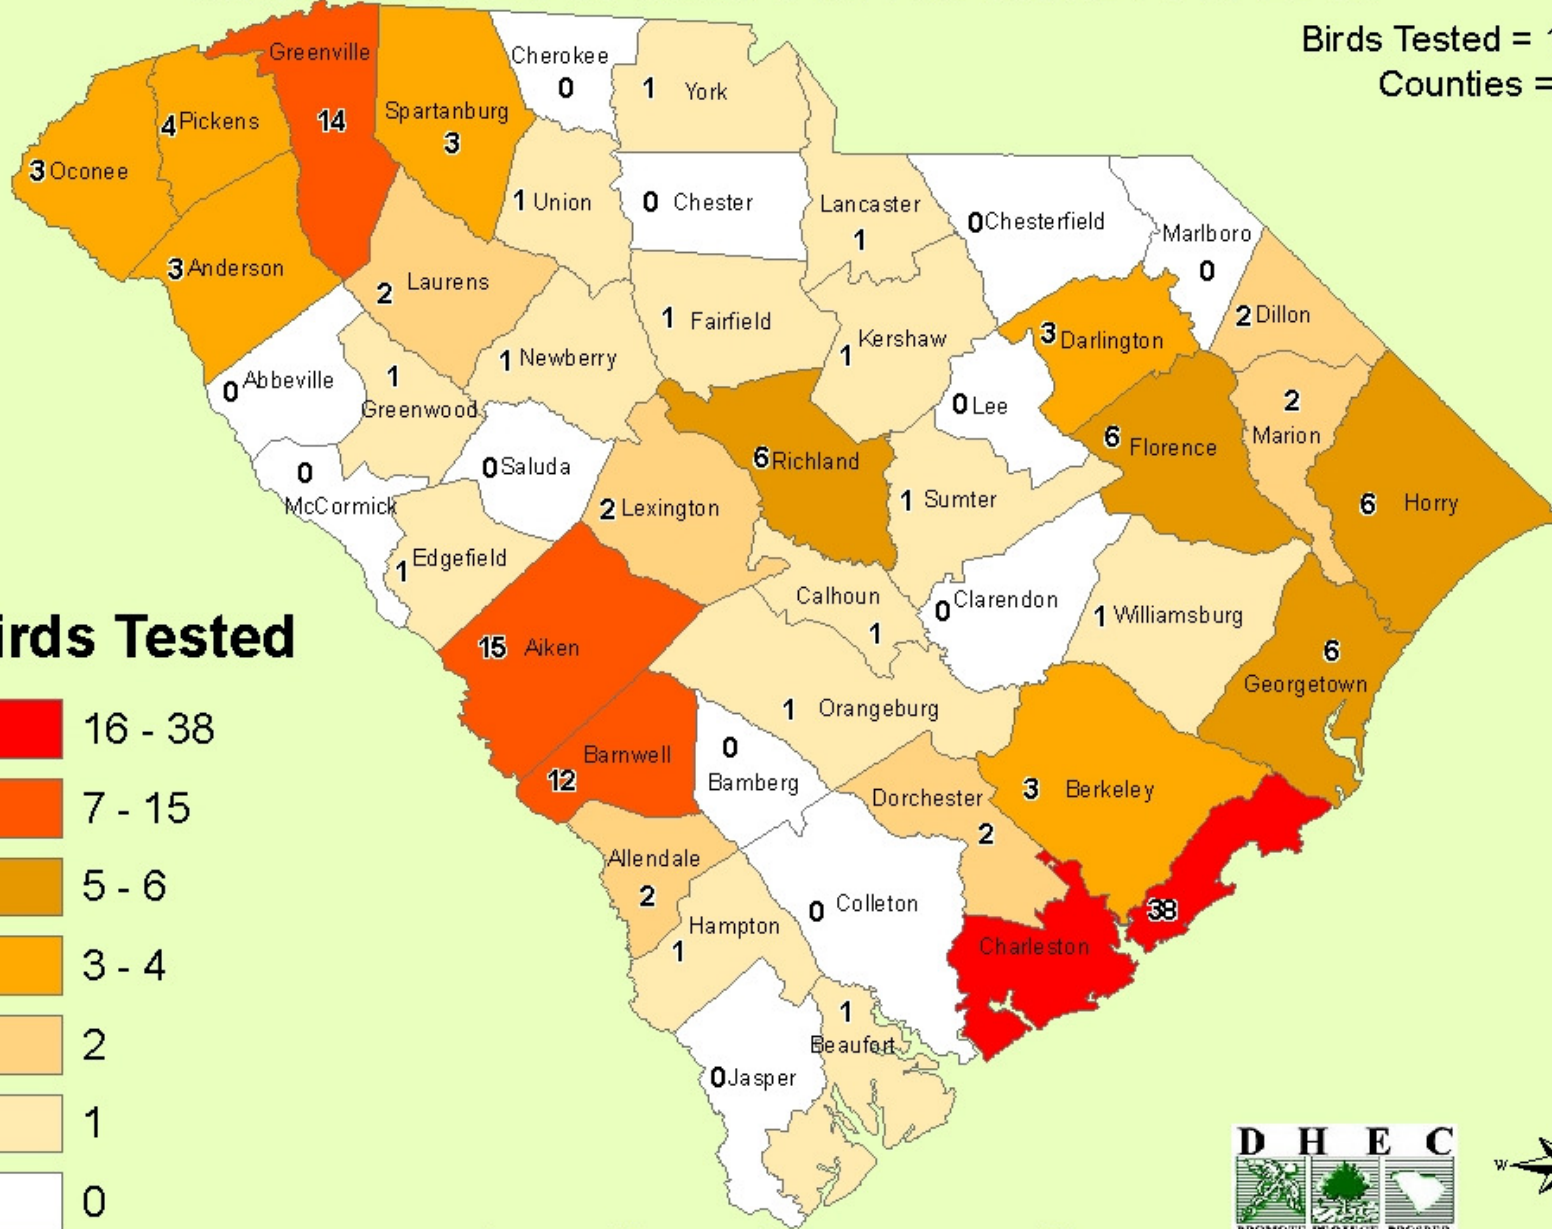 Birds Tested =
Counties =
Greenville
14
Cherokee
0
1 York
Spartanburg
3
4 Pickens
3 Oconee
1 Union
0 Chester
Lancaster
1
0 Chesterfield
Marlboro
0
3 Anderson
2 Laurens
1 Fairfield
Kershaw
1
3 Darlington
2 Dillon
1 Newberry
0 Abbeville
1
Greenwood
0 Lee
2
Marion
6 Florence
6 Richland
0 Saluda
0
McCormick
2 Lexington
1 Sumter
6 Horry
1 Edgefield
Calhoun
1
0 Clarendon
1 Williamsburg
15 Aiken
6
Georgetown
1 Orangeburg
Barnwell
12
0
Bamberg
Dorchester
2
3 Berkeley
Allendale
2
0 Colleton
38
Charleston
Hampton
1
1
Beaufort
0 Jasper
irds Tested
16 - 38
7 - 15
5 - 6
3 - 4
2
1
0
D H E C
W